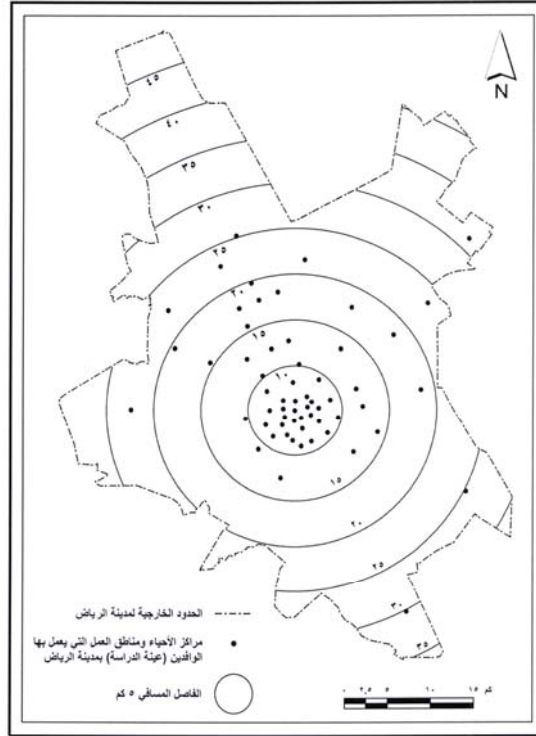 N
٤٥
٤٠
٣٥
٣٠
٢٥
٢٠
١٥
١٠
١٥
٢٠
٢٥
٣٠
٣٥
الحدود الخارجية لمدينة الرياض
مراكز الأحياء ومناطق العمل التي يعمل بها
الوافدين (عينة الدراسة) بمدينة الرياض
الفاصل المسافي ٥ كم
٠ ٢,٥ ٥ ١٠ ١٥ كم